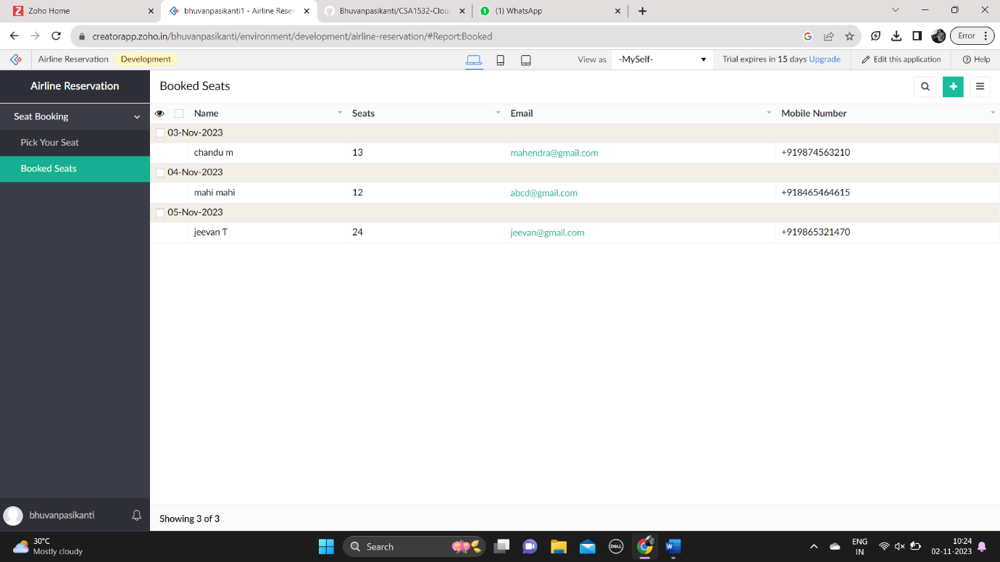 Zoho Home
bhuvanpasikanti1 - Airline Reser
Bhuvanpasikanti/CSA1532-Clou
(1) WhatsApp
creatorapp.zoho.in/bhuvanpasikanti/environment/development/airline-reservation/#Report:Booked
Error
Airline Reservation Development
View as -MySelf-
Trial expires in 15 days Upgrade
Edit this application
Help
Airline Reservation
Seat Booking
Pick Your Seat
Booked Seats
Booked Seats
Name Seats Email Mobile Number
03-Nov-2023
chandu m 13 mahendra@gmail.com +919874563210
04-Nov-2023
mahi mahi 12 abcd@gmail.com +918465464615
05-Nov-2023
jeevan T 24 jeevan@gmail.com +919865321470
bhuvanpasikanti
Showing 3 of 3
30°C
Mostly cloudy
Search
DELL
W
ENG
IN
10:24
02-11-2023